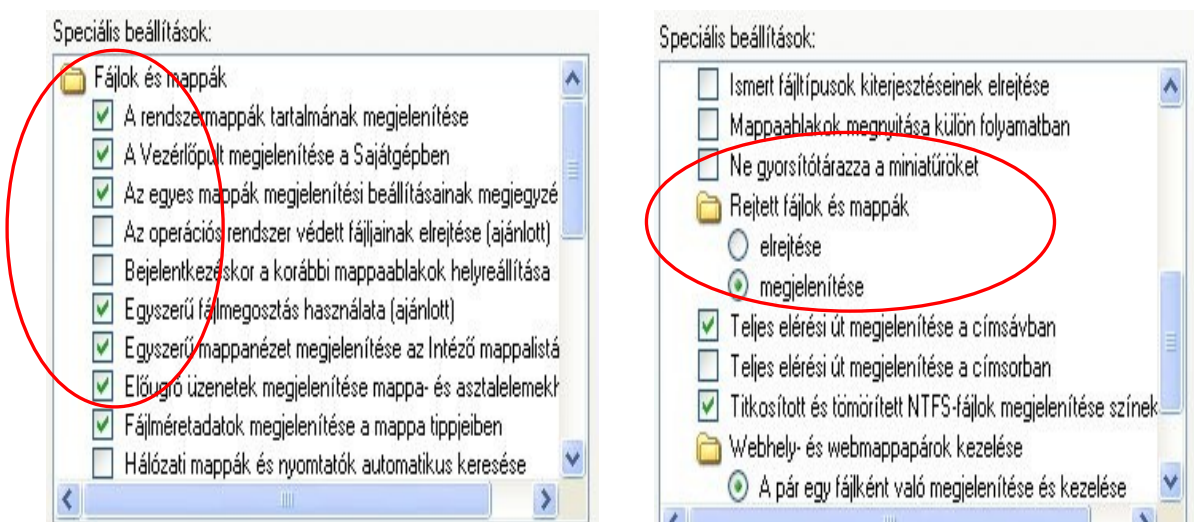 Speciális beállítások:
Fájlok és mappák
A rendszermappák tartalmának megjelenítése
A Vezérlőpult megjelenítése a Sajátgépben
Az egyes mappák megjelenítési beállításainak megjegyzé
Az operációs rendszer védett fájljainak elrejtése (ajánlott)
Bejelentkezéskor a korábbi mappaablakok helyreállítása
Egyszerű fájlmegosztás használata (ajánlott)
Egyszerű mappanézet megjelenítése az Intéző mappalistá
Előugró üzenetek megjelenítése mappa- és asztalelemekh
Fájlméretadatok megjelenítése a mappa tippjeiben
Hálózati mappák és nyomtatók automatikus keresése
Speciális beállítások:
Ismert fájltípusok kiterjesztéseinek elrejtése
Mappaablakok megnyitása külön folyamatban
Ne gyorsítótárazza a miniatűröket
Rejtett fájlok és mappák
elrejtése
megjelenítése
Teljes elérési út megjelenítése a címsávban
Teljes elérési út megjelenítése a címsorban
Titkosított és tömörített NTFS-fájlok megjelenítése színek
Webhely- és webmappapárok kezelése
A pár egy fájlként való megjelenítése és kezelése